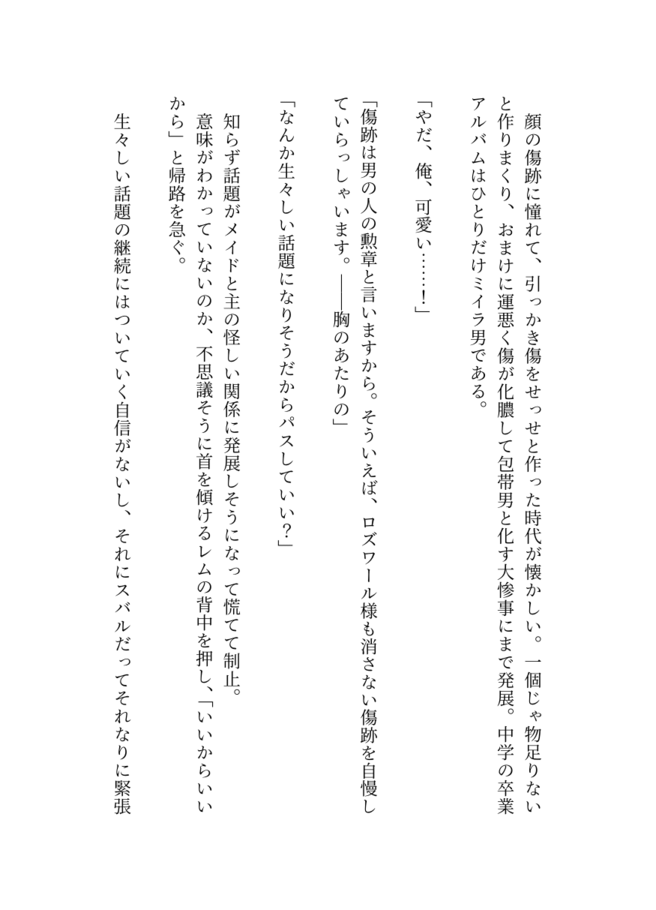 顔の傷跡に憧れて、引っかき傷をせっせと作った時代が懐かしい。一個じゃ物足りない
と作りまくり、おまけに運悪く傷が化膿して包帯男と化す大惨事にまで発展。中学の卒業
アルバムはひとりだけミイラ男である。
「やだ、俺、可愛い……！」
「傷跡は男の人の勲章と言いますから。そういえば、ロズワール様も消さない傷跡を自慢し
ていらっしゃいます。――胸のあたりの」
「なんか生々しい話題になりそうだからパスしていい？」
知らず話題がメイドと主の怪しい関係に発展しそうになって慌てて制止。
意味がわかっていないのか、不思議そうに首を傾けるレムの背中を押し、「いいからいい
から」と帰路を急ぐ。
生々しい話題の継続にはついていく自信がないし、それにスバルだってそれなりに緊張